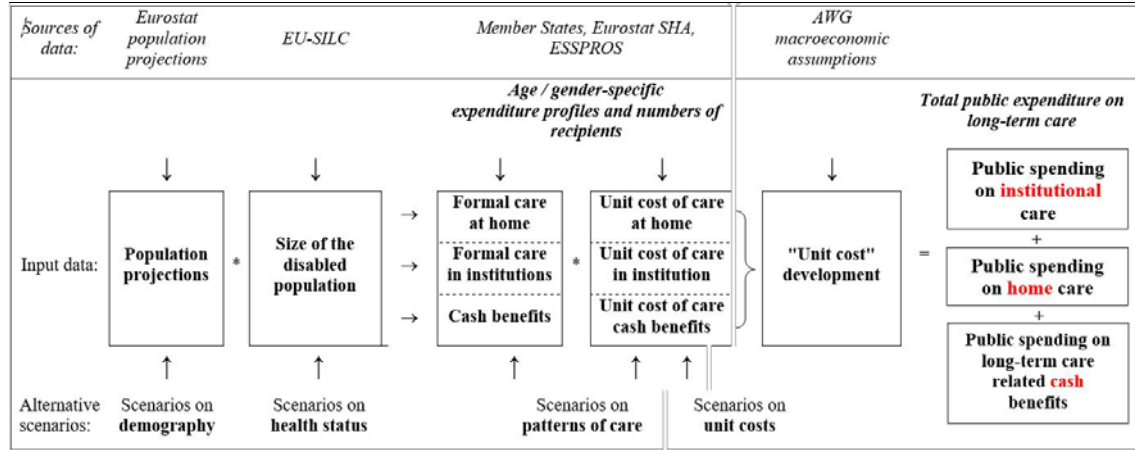 Sources of data:
Eurostat population projections
EU-SILC
Member States, Eurostat SHA, ESSPROS
AWG macroeconomic assumptions
Age / gender-specific expenditure profiles and numbers of recipients
Total public expenditure on long-term care
Input data:
Population projections
*
Size of the disabled population
→
Formal care at home
→
Formal care in institutions
→
Cash benefits
*
Unit cost of care at home
Unit cost of care in institution
Unit cost of care cash benefits
"Unit cost" development
=
Public spending on institutional care
+
Public spending on home care
+
Public spending on long-term care related cash benefits
Alternative scenarios:
Scenarios on demography
Scenarios on health status
Scenarios on patterns of care
Scenarios on unit costs